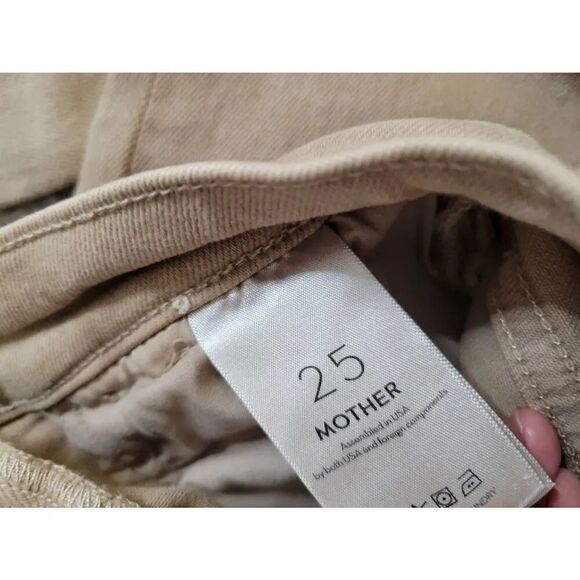 25
MOTHER
Assembled in USA
by both USA and foreign components